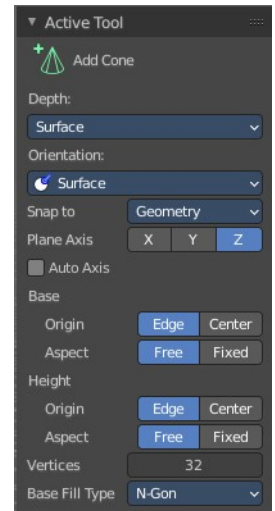 Active Tool
Add Cone
Depth:
Surface
Orientation:
Surface
Snap to Geometry
Plane Axis X Y Z
Auto Axis
Base
Origin Edge Center
Aspect Free Fixed
Height
Origin Edge Center
Aspect Free Fixed
Vertices 32
Base Fill Type N-Gon